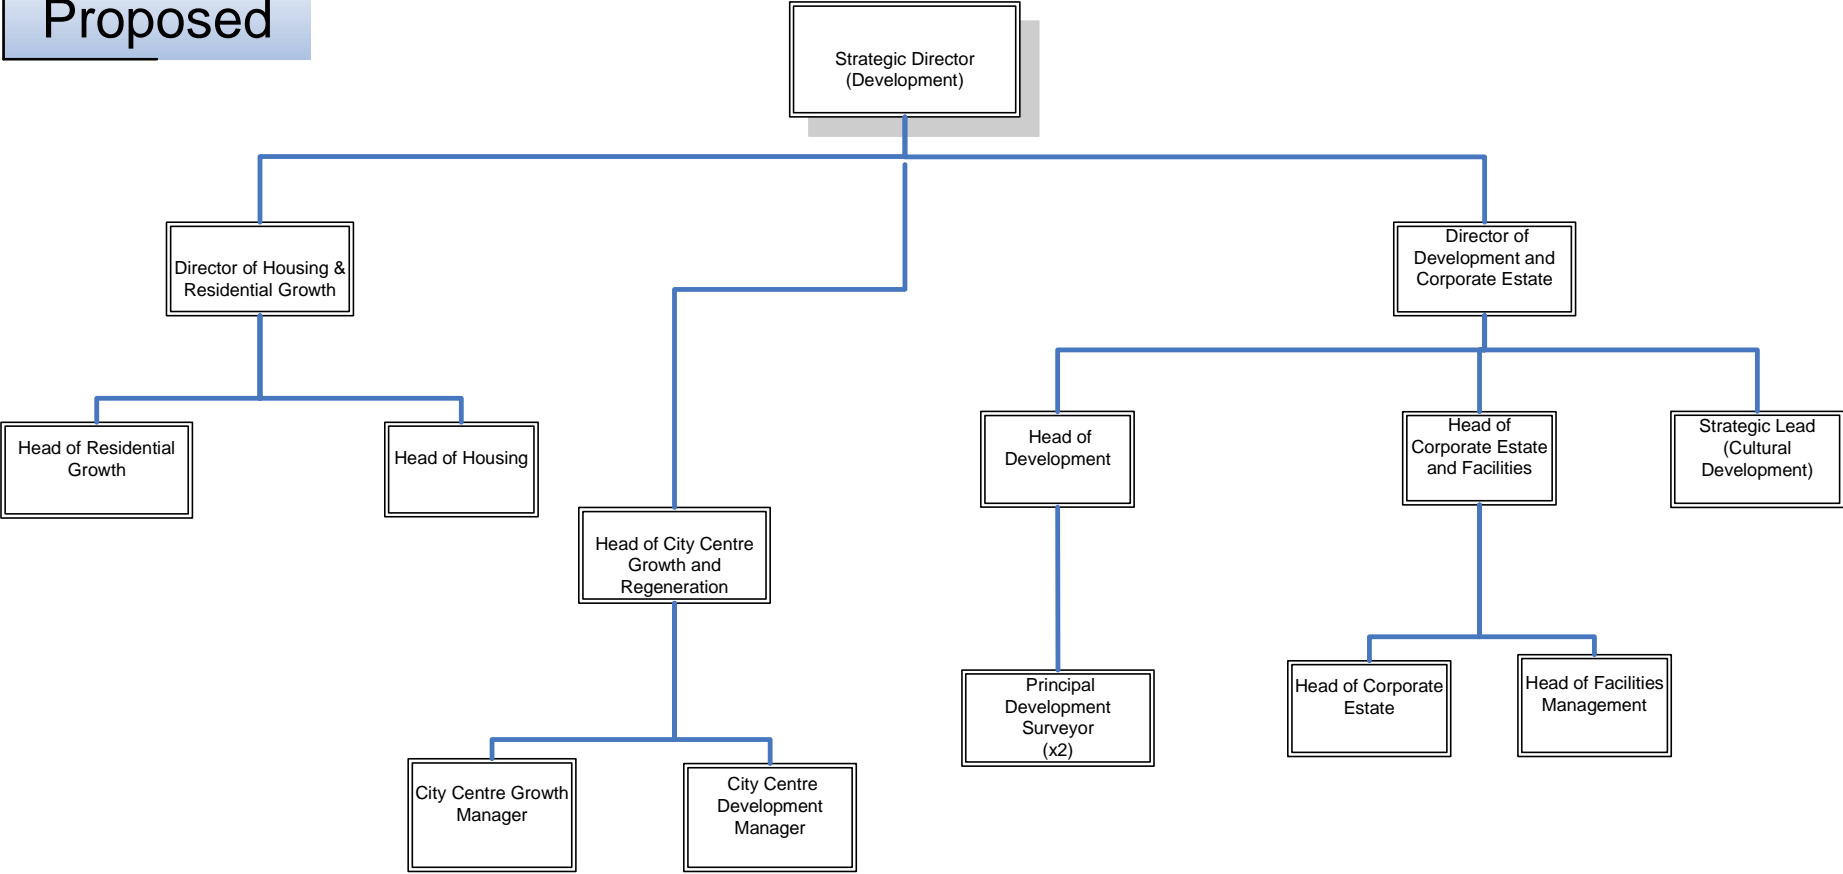 Proposed
Strategic Director
(Development)
Director of Housing &
Residential Growth
Director of
Development and
Corporate Estate
Head of Residential
Growth
Head of Housing
Head of
Development
Head of
Corporate Estate
and Facilities
Strategic Lead
(Cultural
Development)
Head of City Centre
Growth and
Regeneration
Principal
Development
Surveyor
(x2)
Head of Corporate
Estate
Head of Facilities
Management
City Centre Growth
Manager
City Centre
Development
Manager